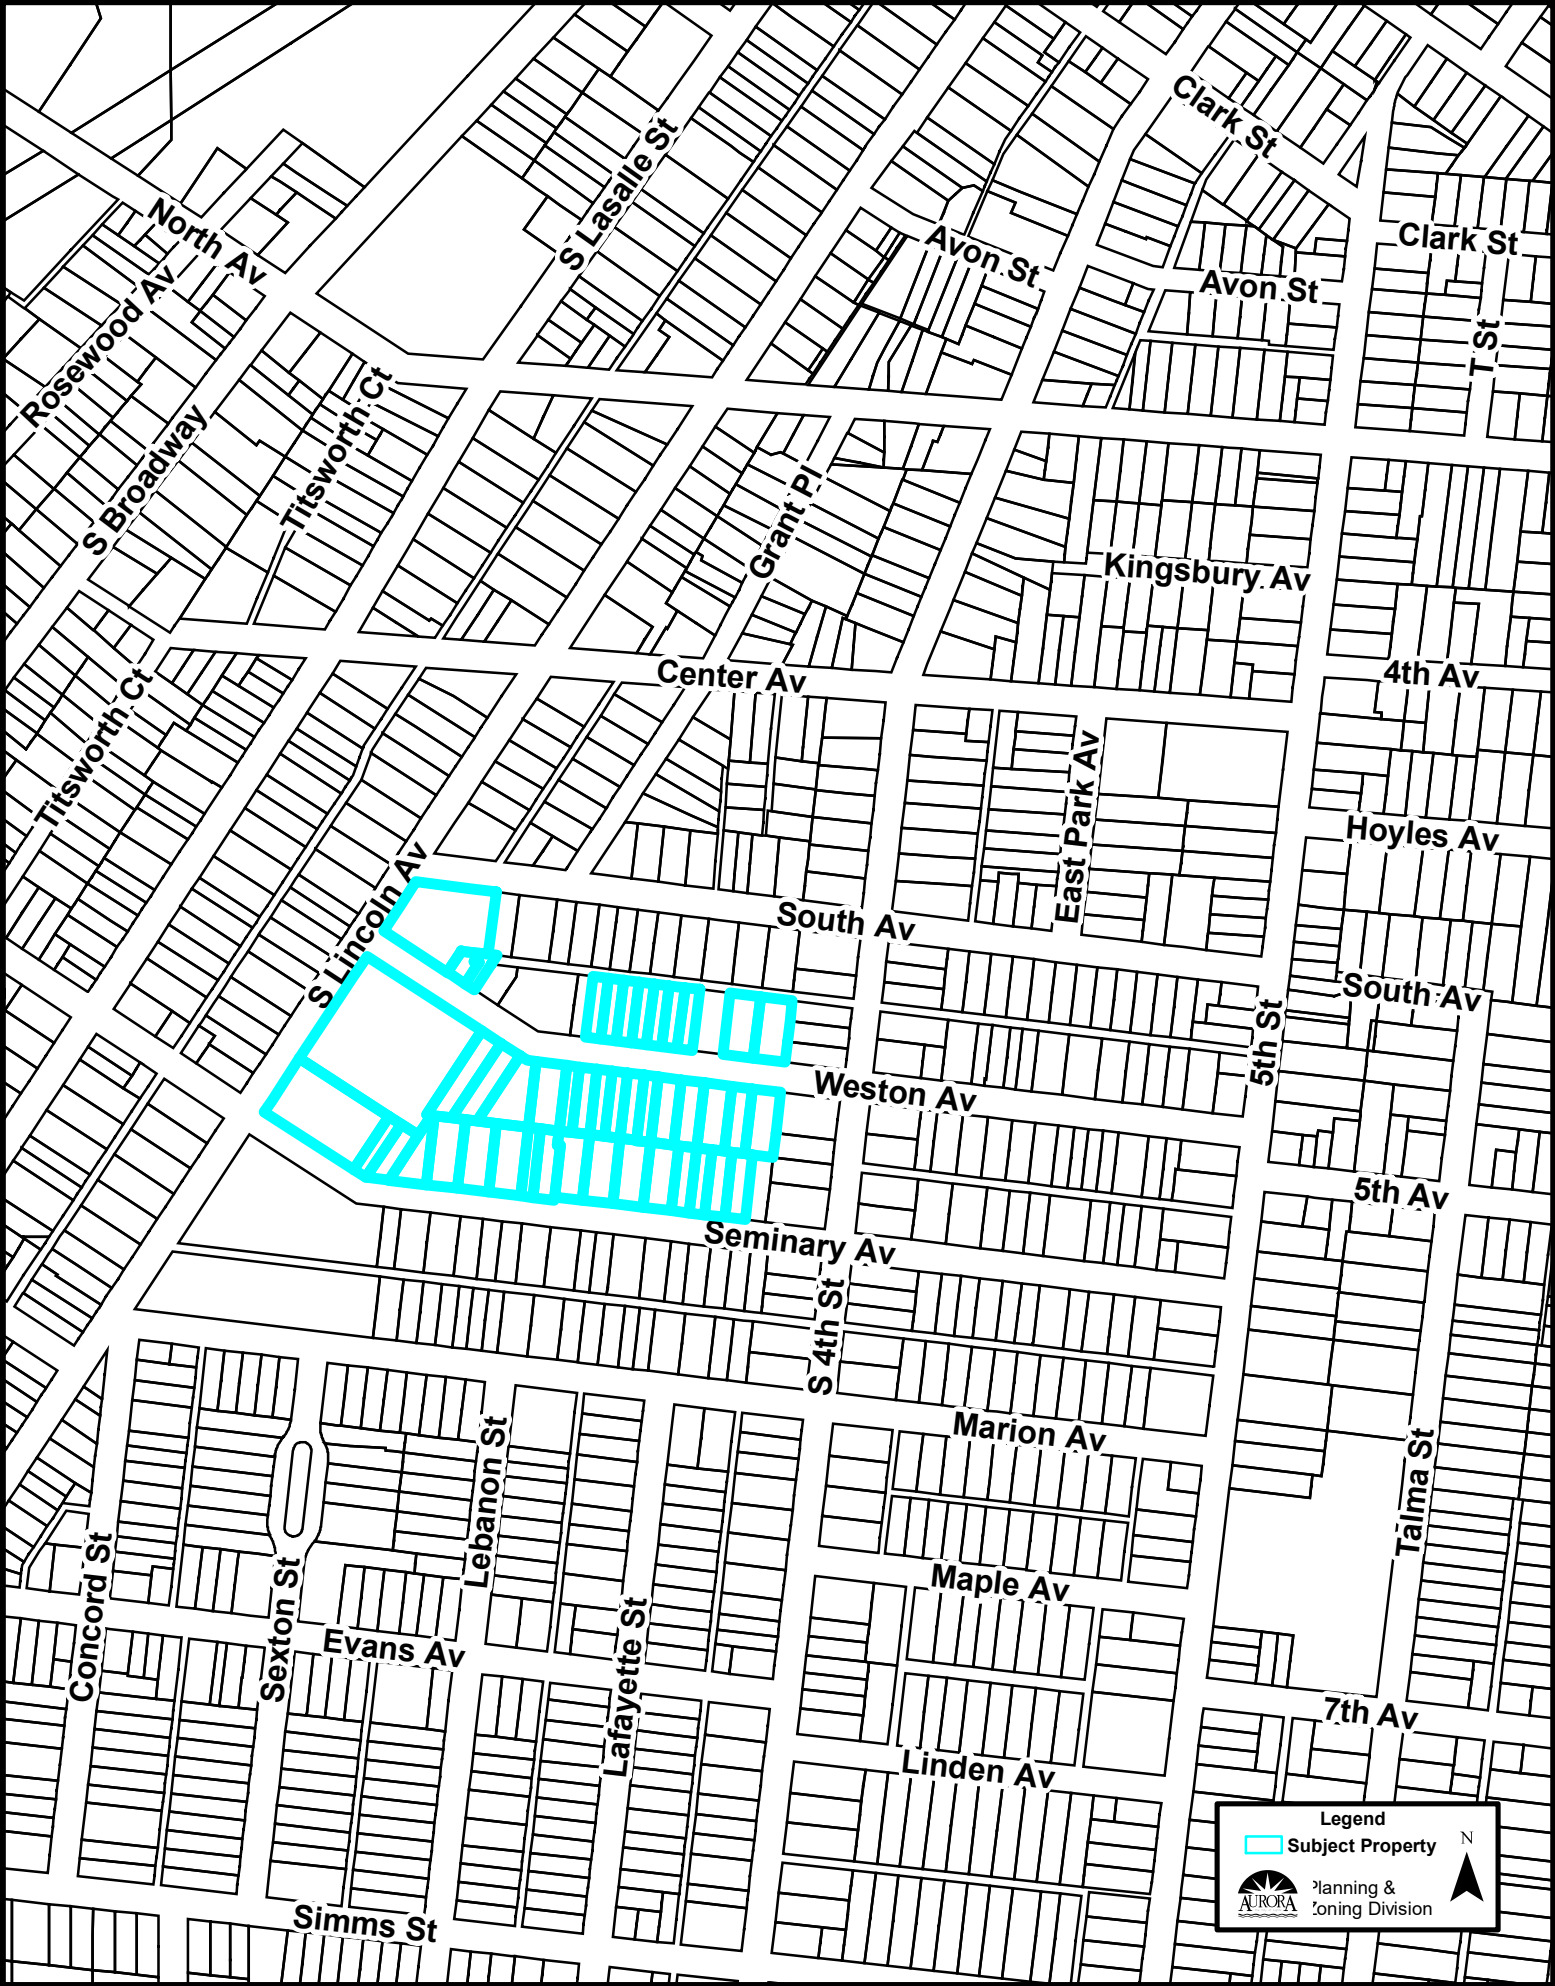 Clark St
S Lasalle St
North Av
Avon St
Clark St
Avon St
Rosewood Av
T St
Titsworth Ct
S Broadway
Grant Pl
Kingsbury Av
Center Av
4th Av
Titsworth Ct
East Park Av
Hoyles Av
S Lincoln Av
South Av
South Av
5th St
Weston Av
5th Av
Seminary Av
S 4th St
Marion Av
Talma St
Lebanon St
Concord St
Sexton St
Maple Av
Lafayette St
Evans Av
7th Av
Linden Av
Simms St
Legend
Subject Property
N
AURORA
Planning &
Zoning Division